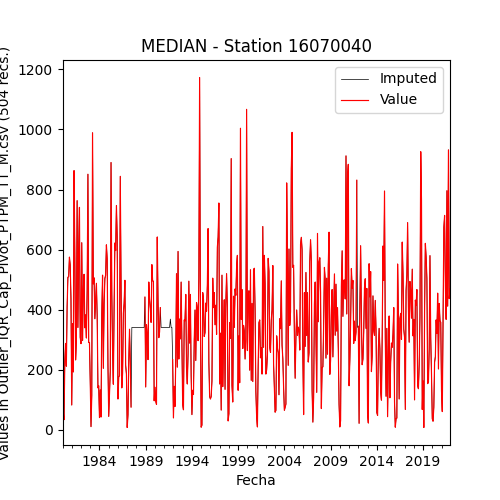 MEDIAN - Station 16070040
Values in Outlier_IQR_Cap_Pivot_PTPM_TT_M.csv (504 recs.)
1200
1000
800
600
400
200
0
Imputed
Value
1984 1989 1994 1999 2004 2009 2014 2019
Fecha